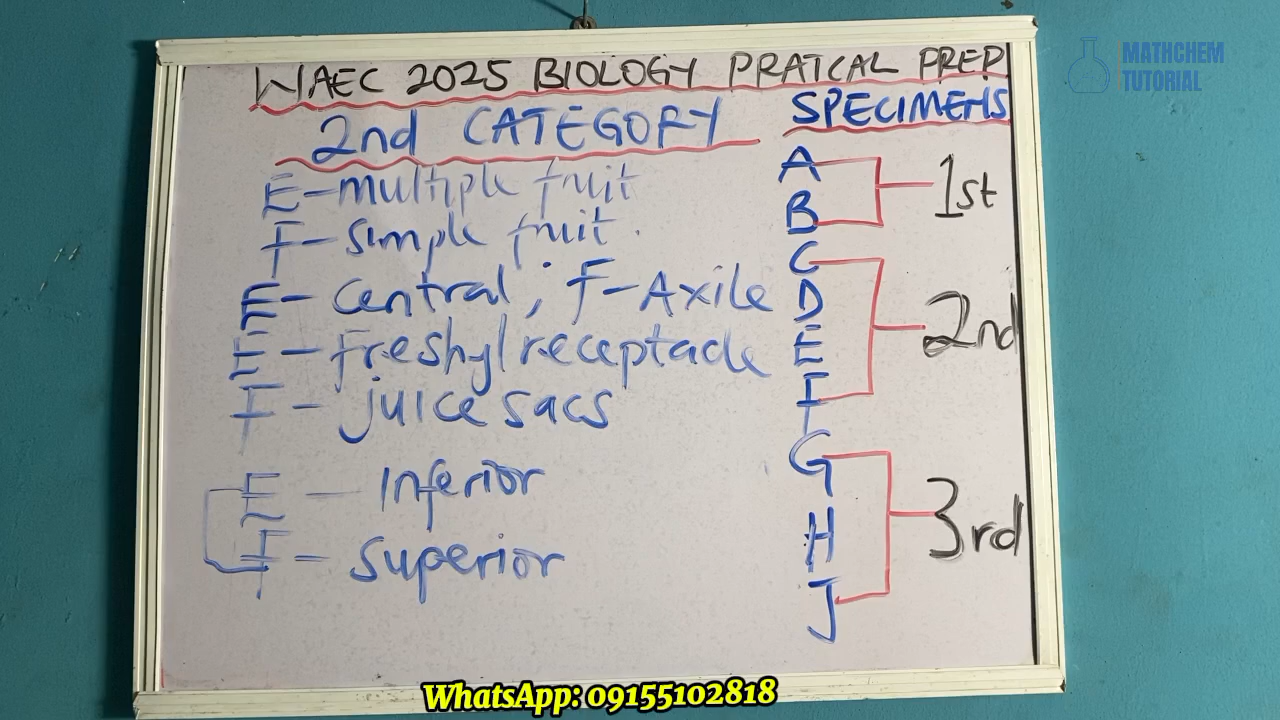 WAEC 2025 BIOLOGY PRATCAL PREP
MATHCHEM
TUTORIAL
2nd CATEGORY
E-multiple fruit
F-simple fruit.
E- Central; F-Axile
E-freshyl receptacle
F- juice sacs
E - Inferior
F - Superior
SPECIMENS
A
B
1st
C
D
E
F
2nd
G
H
J
3rd
WhatsApp: 09155102818